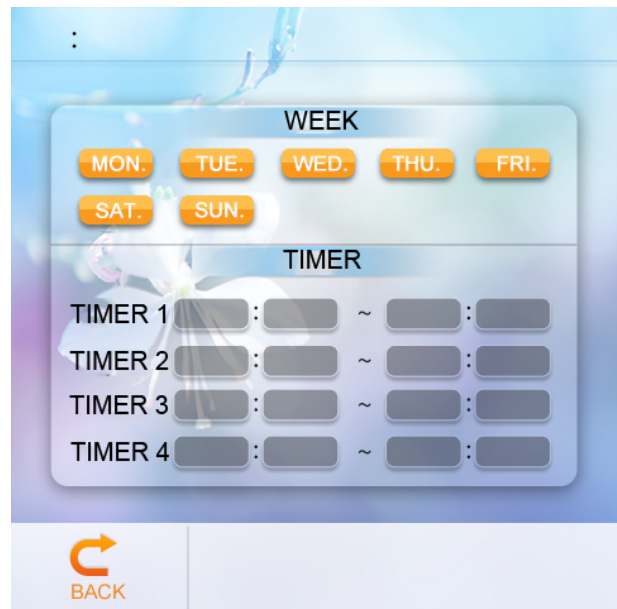 :
WEEK
MON. TUE. WED. THU. FRI.
SAT. SUN.
TIMER
TIMER 1 : ~ :
TIMER 2 : ~ :
TIMER 3 : ~ :
TIMER 4 : ~ :
BACK